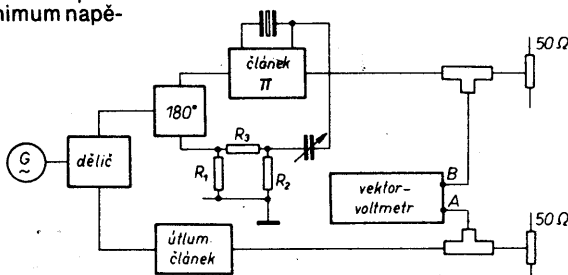 nimum napě-
50 Ω
článek
π
180°
R₃
G
~
dělič
R₁
R₂
B
vektor-
voltmetr
A
50 Ω
útlum.
článek